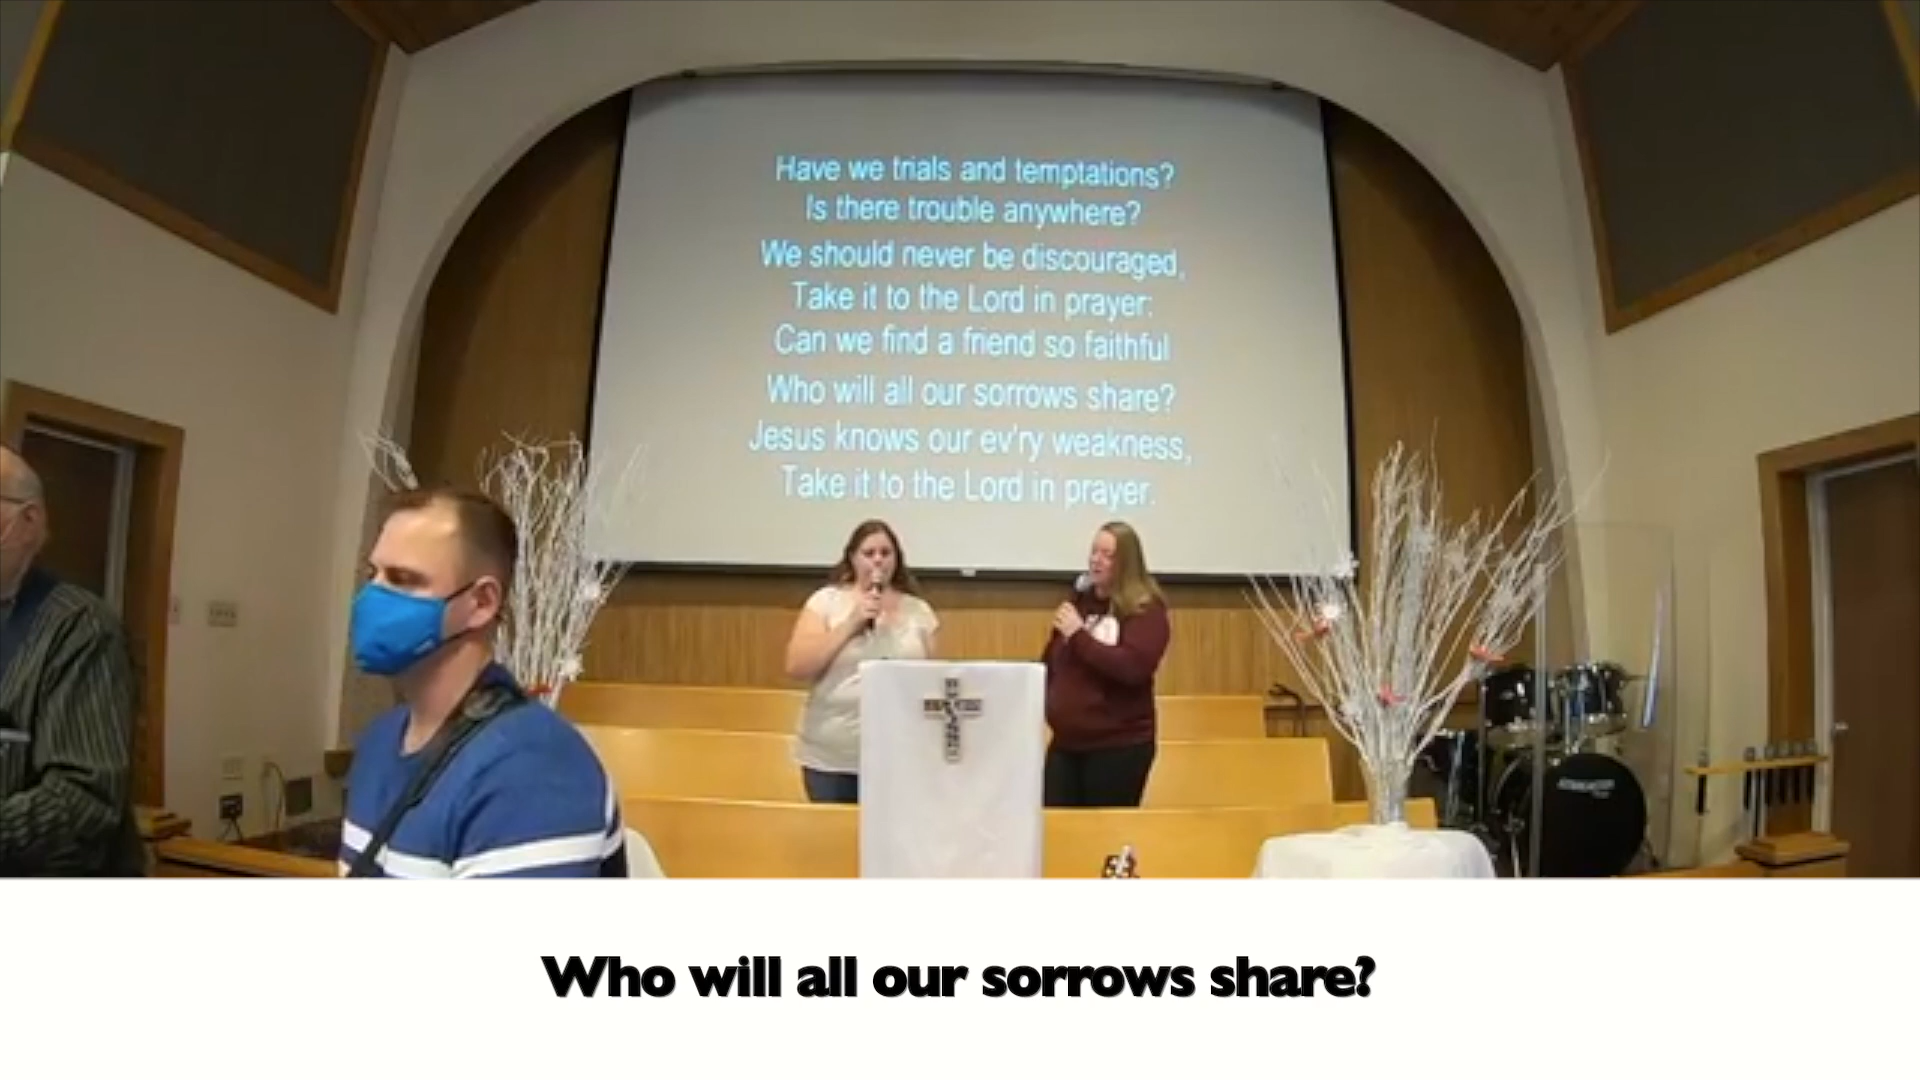 Have we trials and temptations?
Is there trouble anywhere?
We should never be discouraged,
Take it to the Lord in prayer:
Can we find a friend so faithful
Who will all our sorrows share?
Jesus knows our ev'ry weakness,
Take it to the Lord in prayer.
Who will all our sorrows share?